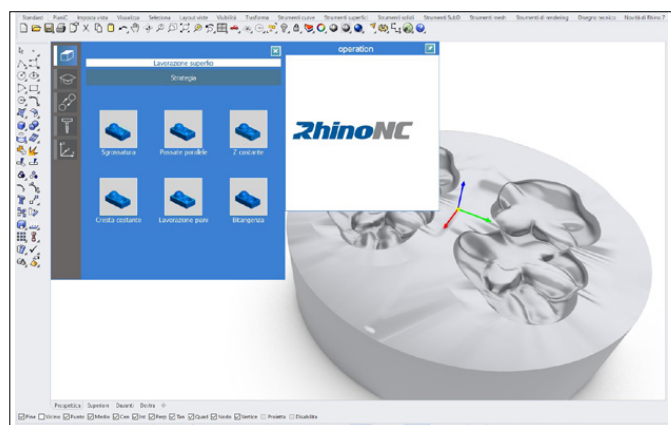 Standard PianiC Imposta vista Visualizza Seleziona Layout viste Visibilità Trasforma Strumenti curve Strumenti superfici Strumenti solidi Strumenti SubD Strumenti mesh Strumenti di rendering Disegno tecnico Novità di Rhino 7
Lavorazione superfici
operation
Strategia
RhinoNC
Sgrossatura Passate parallele Z costante
Cresta costante Lavorazione piani Bitangenza
Prospettica Superiore Davanti Destra
Fine Vicino Punto Medio Cen Int Perp Tan Quad Nodo Vertice Proietta Disabilita